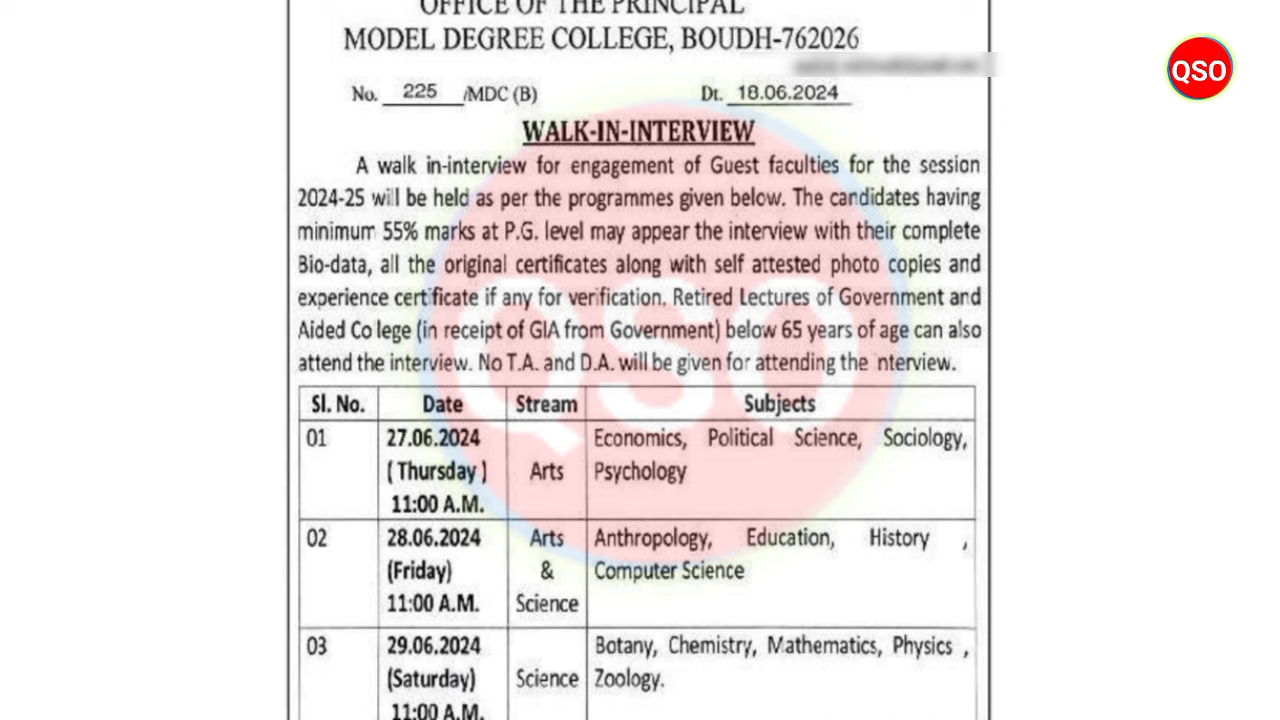 OFFICE OF THE PRINCIPAL
MODEL DEGREE COLLEGE, BOUDH-762026
QSO
No. 225 /MDC (B) Dt. 18.06.2024
WALK-IN-INTERVIEW
A walk in-interview for engagement of Guest faculties for the session
2024-25 will be held as per the programmes given below. The candidates having
minimum 55% marks at P.G. level may appear the interview with their complete
Bio-data, all the original certificates along with self attested photo copies and
experience certificate if any for verification. Retired Lectures of Government and
Aided College (in receipt of GIA from Government) below 65 years of age can also
attend the interview. No T.A. and D.A. will be given for attending the nterview.
QSO
Sl. No. Date Stream Subjects
01 27.06.2024 Economics, Political Science, Sociology,
( Thursday ) Arts Psychology
11:00 A.M.
02 28.06.2024 Arts Anthropology, Education, History ,
(Friday) & Computer Science
11:00 A.M. Science
03 29.06.2024 Botany, Chemistry, Mathematics, Physics ,
(Saturday) Science Zoology.
11:00 A.M.